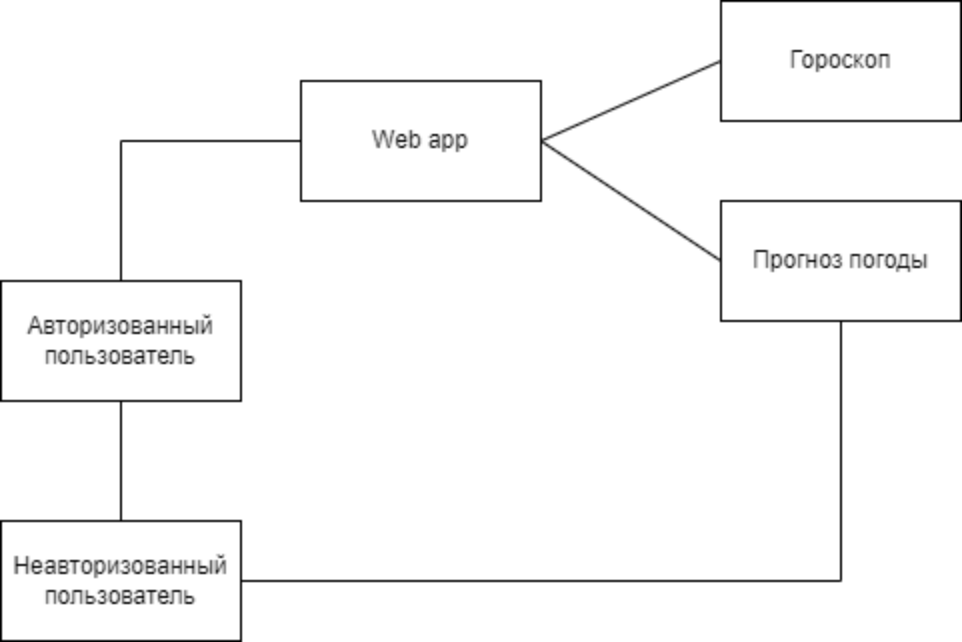 Гороскоп
Web app
Прогноз погоды
Авторизованный
пользователь
Неавторизованный
пользователь